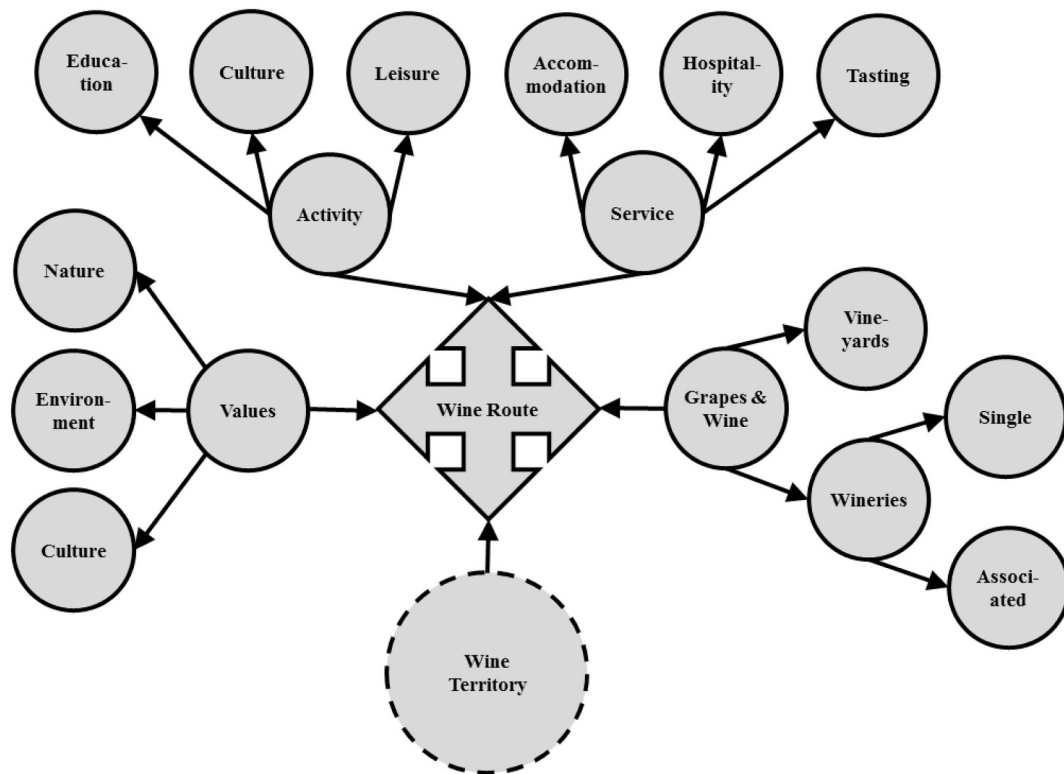 Educa-
tion
Culture
Leisure
Accom-
modation
Hospital-
ity
Tasting
Activity
Service
Nature
Vine-
yards
Environ-
ment
Values
Wine Route
Grapes &
Wine
Single
Wineries
Culture
Associ-
ated
Wine
Territory